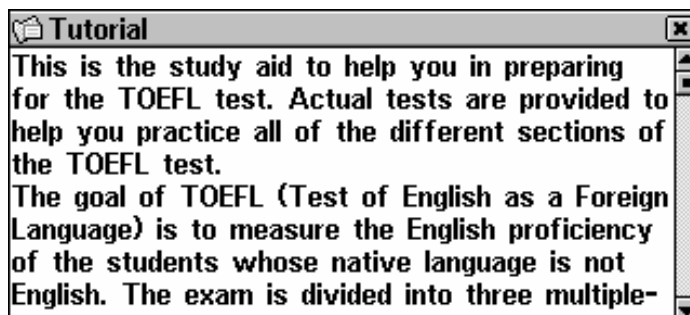 Tutorial
This is the study aid to help you in preparing
for the TOEFL test. Actual tests are provided to
help you practice all of the different sections of
the TOEFL test.
The goal of TOEFL (Test of English as a Foreign
Language) is to measure the English proficiency
of the students whose native language is not
English. The exam is divided into three multiple-